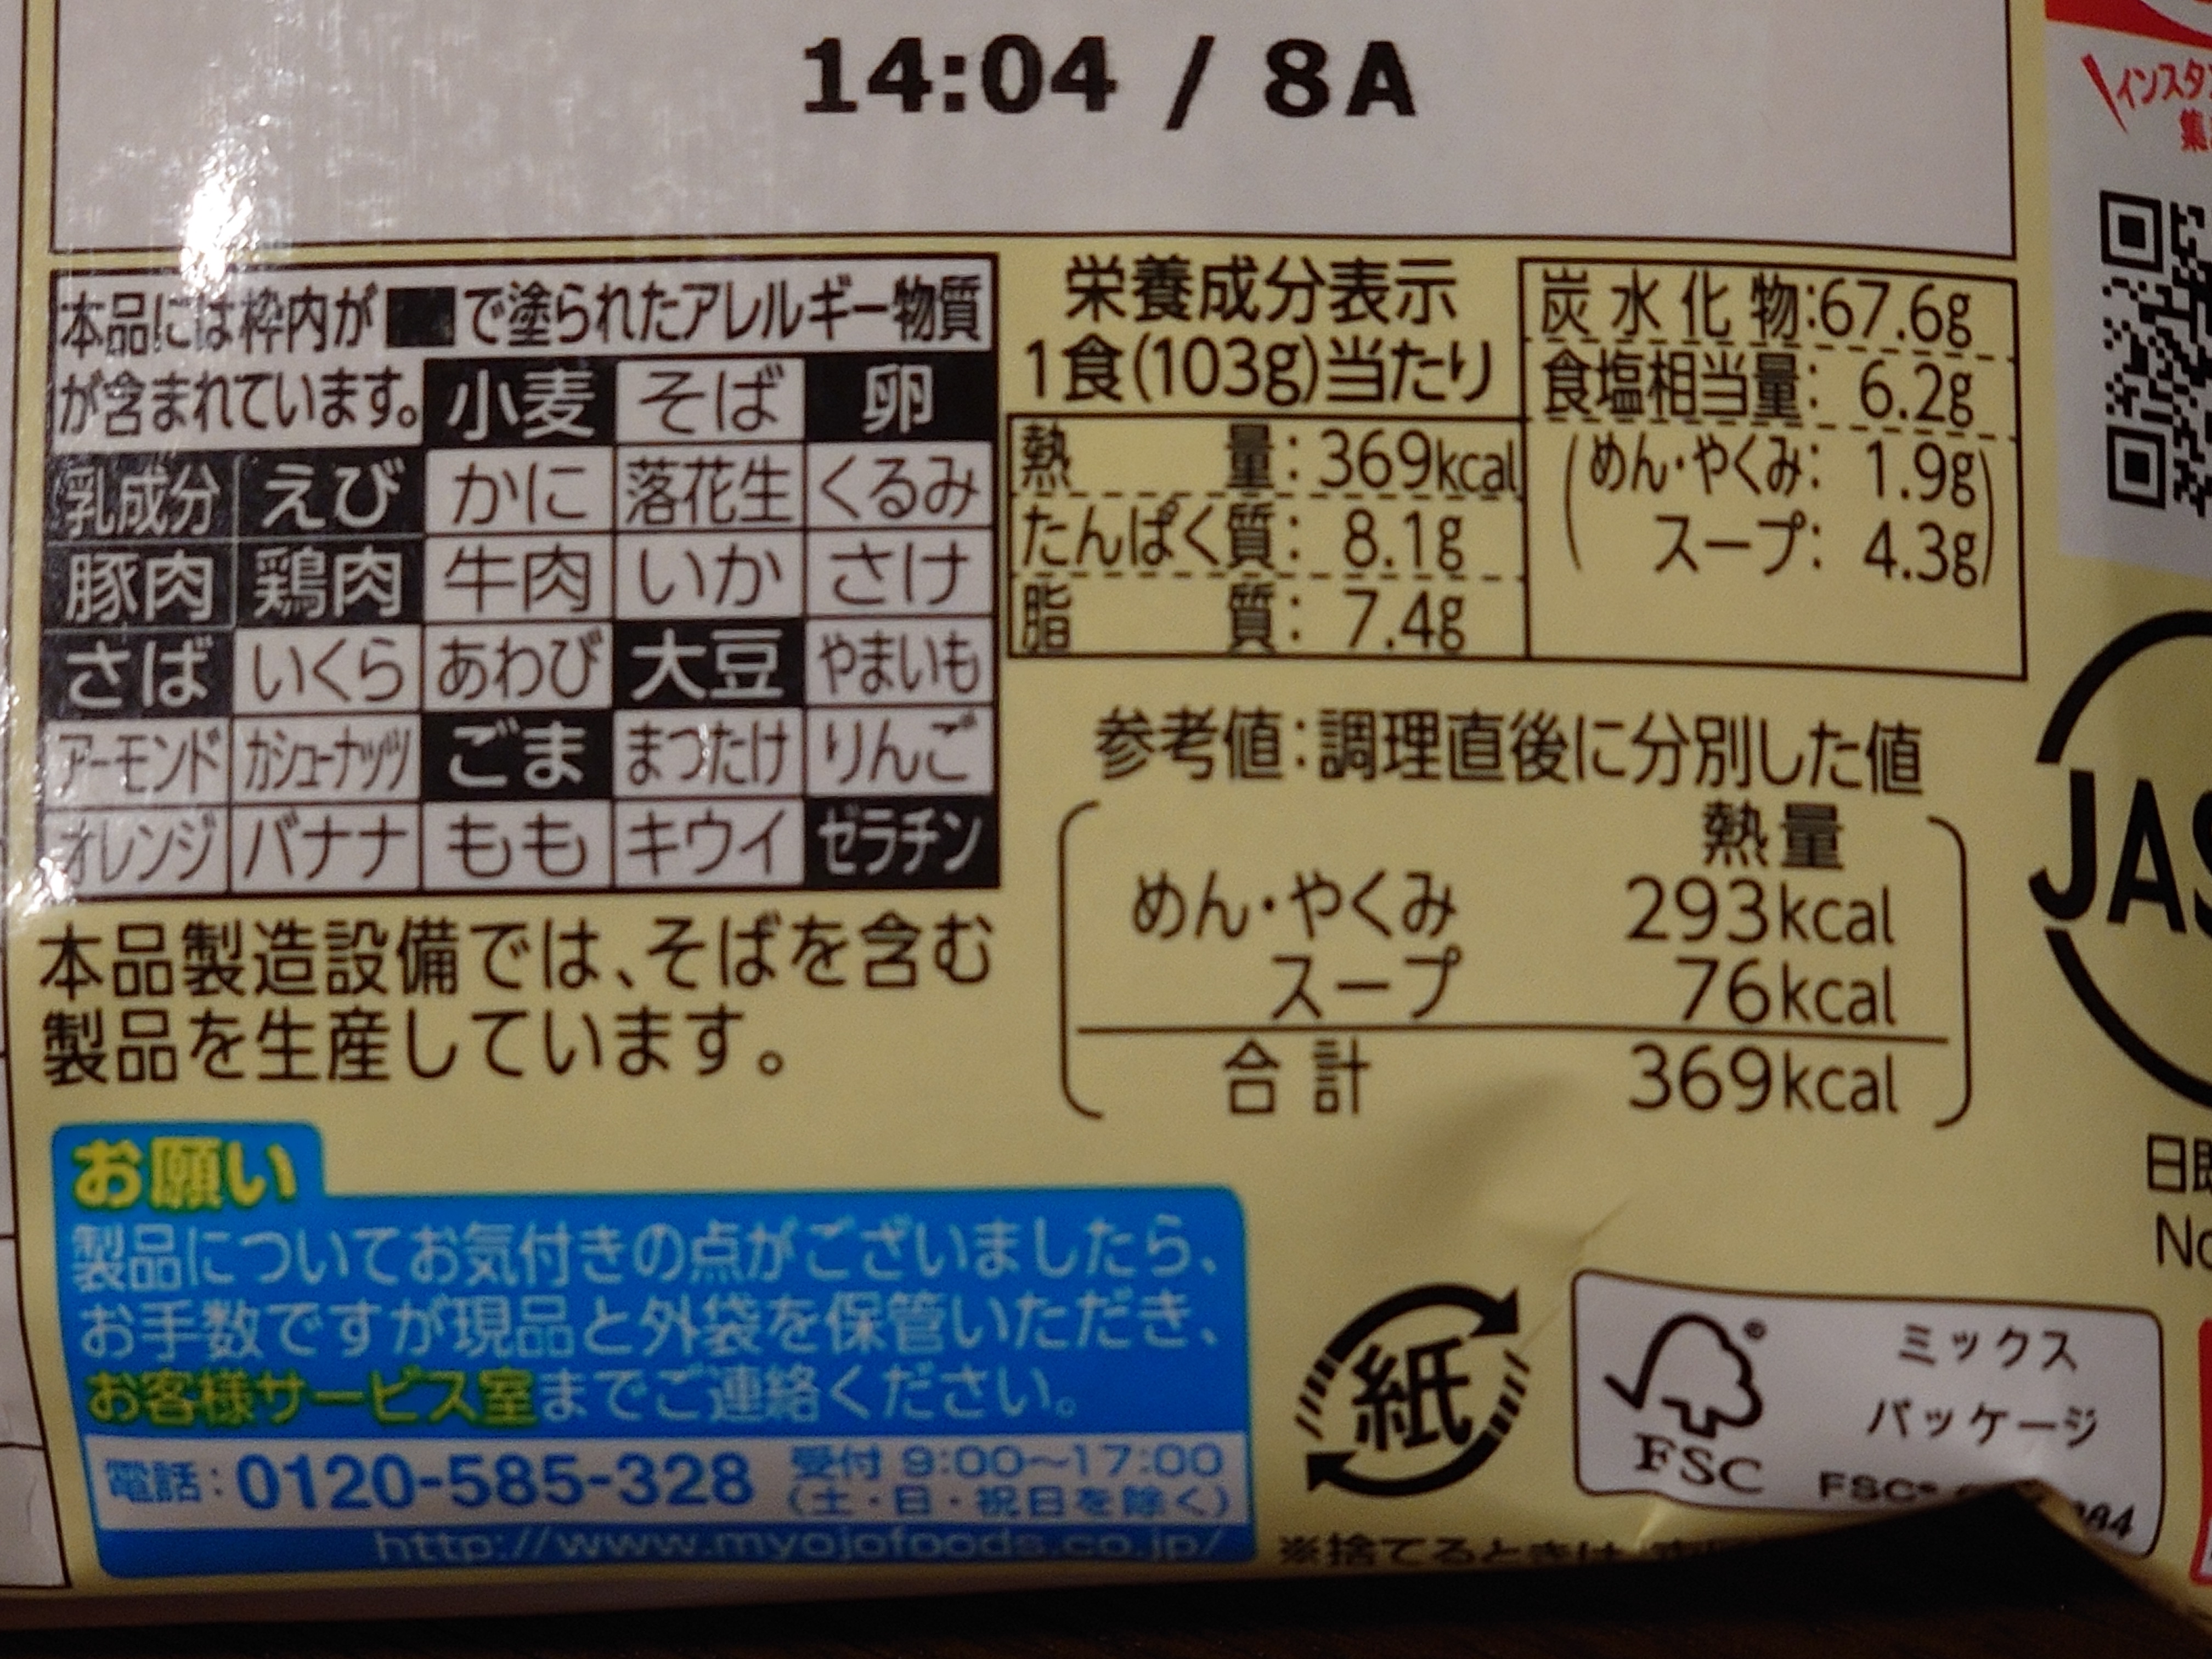 14:04 / 8A
本品には枠内が■で塗られたアレルギー物質
が含まれています。 小麦 そば 卵
乳成分 えび かに 落花生 くるみ
豚肉 鶏肉 牛肉 いか さけ
さば いくら あわび 大豆 やまいも
アーモンド カシューナッツ ごま まつたけ りんご
オレンジ バナナ もも キウイ ゼラチン
本品製造設備では、そばを含む
製品を生産しています。
栄養成分表示
1食(103g)当たり
熱量: 369kcal
たんぱく質: 8.1g
脂質: 7.4g
炭水化物:67.6g
食塩相当量: 6.2g
(めん・やくみ: 1.9g
スープ: 4.3g)
参考値:調理直後に分別した値
熱量
めん・やくみ 293kcal
スープ 76kcal
合計 369kcal
お願い
製品についてお気付きの点がございましたら、
お手数ですが現品と外袋を保管いただき、
お客様サービス室までご連絡ください。
電話:0120-585-328 受付 9:00~17:00
(土・日・祝日を除く)
http://www.myojofoods.co.jp/
紙
FSC
ミックス
パッケージ
FSC®
※捨てるときは
インスタ
JAS
No